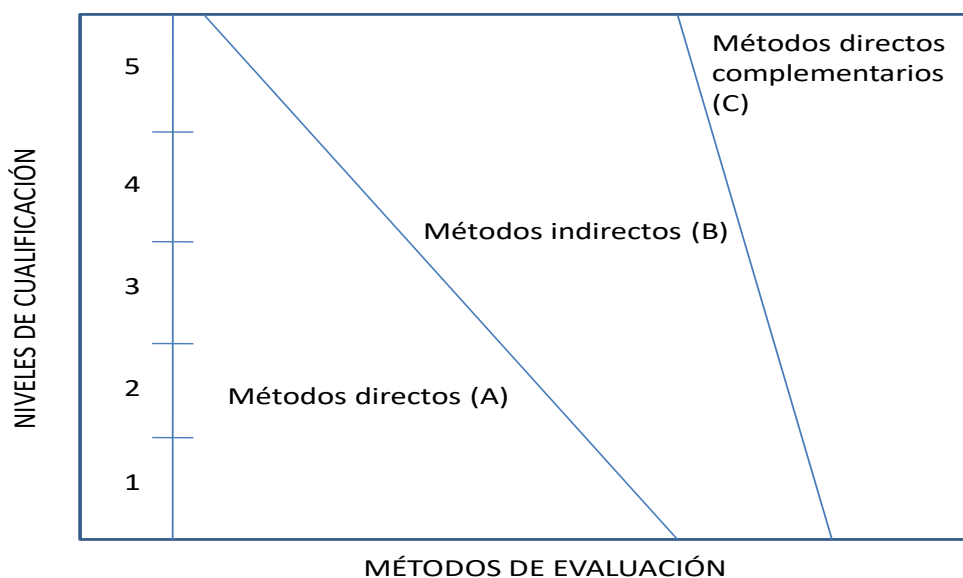 NIVELES DE CUALIFICACIÓN
5
4
3
2
1
Métodos directos
complementarios
(C)
Métodos indirectos (B)
Métodos directos (A)
MÉTODOS DE EVALUACIÓN